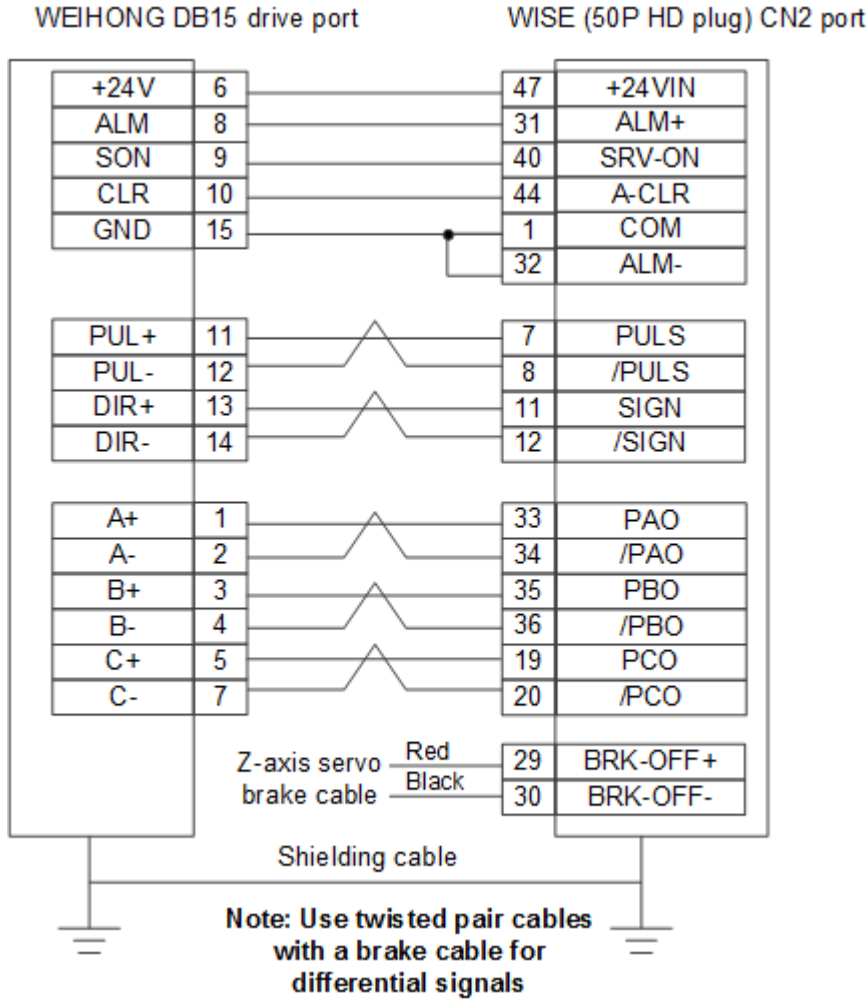 WEIHONG DB15 drive port WISE (50P HD plug) CN2 port
+24V 6 47 +24VIN
ALM 8 31 ALM+
SON 9 40 SRV-ON
CLR 10 44 A-CLR
GND 15 1 COM
32 ALM-
PUL+ 11 7 PULS
PUL- 12 8 /PULS
DIR+ 13 11 SIGN
DIR- 14 12 /SIGN
A+ 1 33 PAO
A- 2 34 /PAO
B+ 3 35 PBO
B- 4 36 /PBO
C+ 5 19 PCO
C- 7 20 /PCO
Z-axis servo Red 29 BRK-OFF+
brake cable Black 30 BRK-OFF-
Shielding cable
Note: Use twisted pair cables
with a brake cable for
differential signals